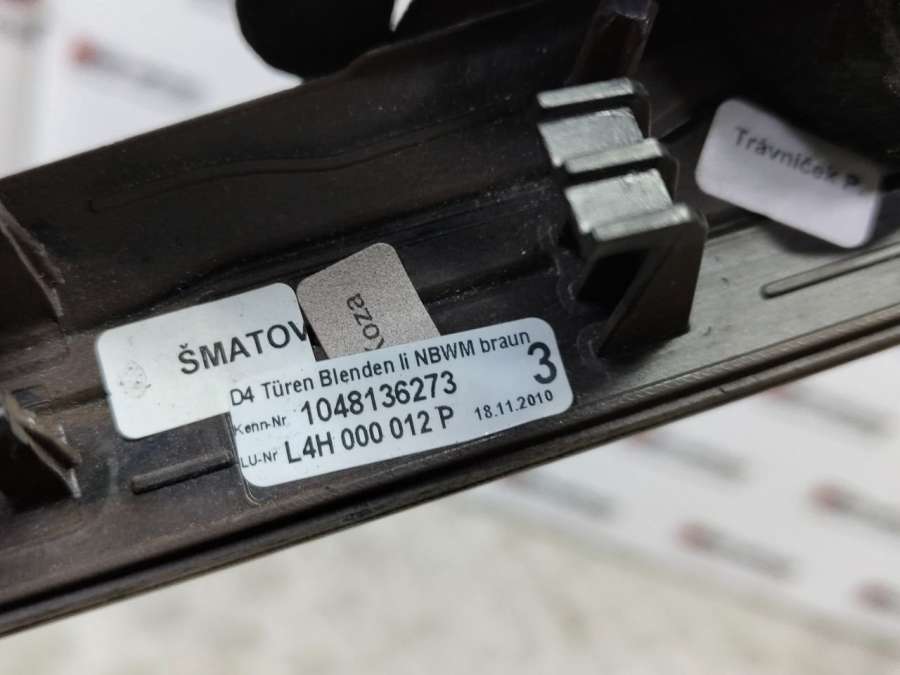 Trávníček P.
ŠMATOV
koza
D4 Türen Blenden li NBWM braun
Kenn-Nr 1048136273 3
LU-Nr L4H 000 012 P 18.11.2010